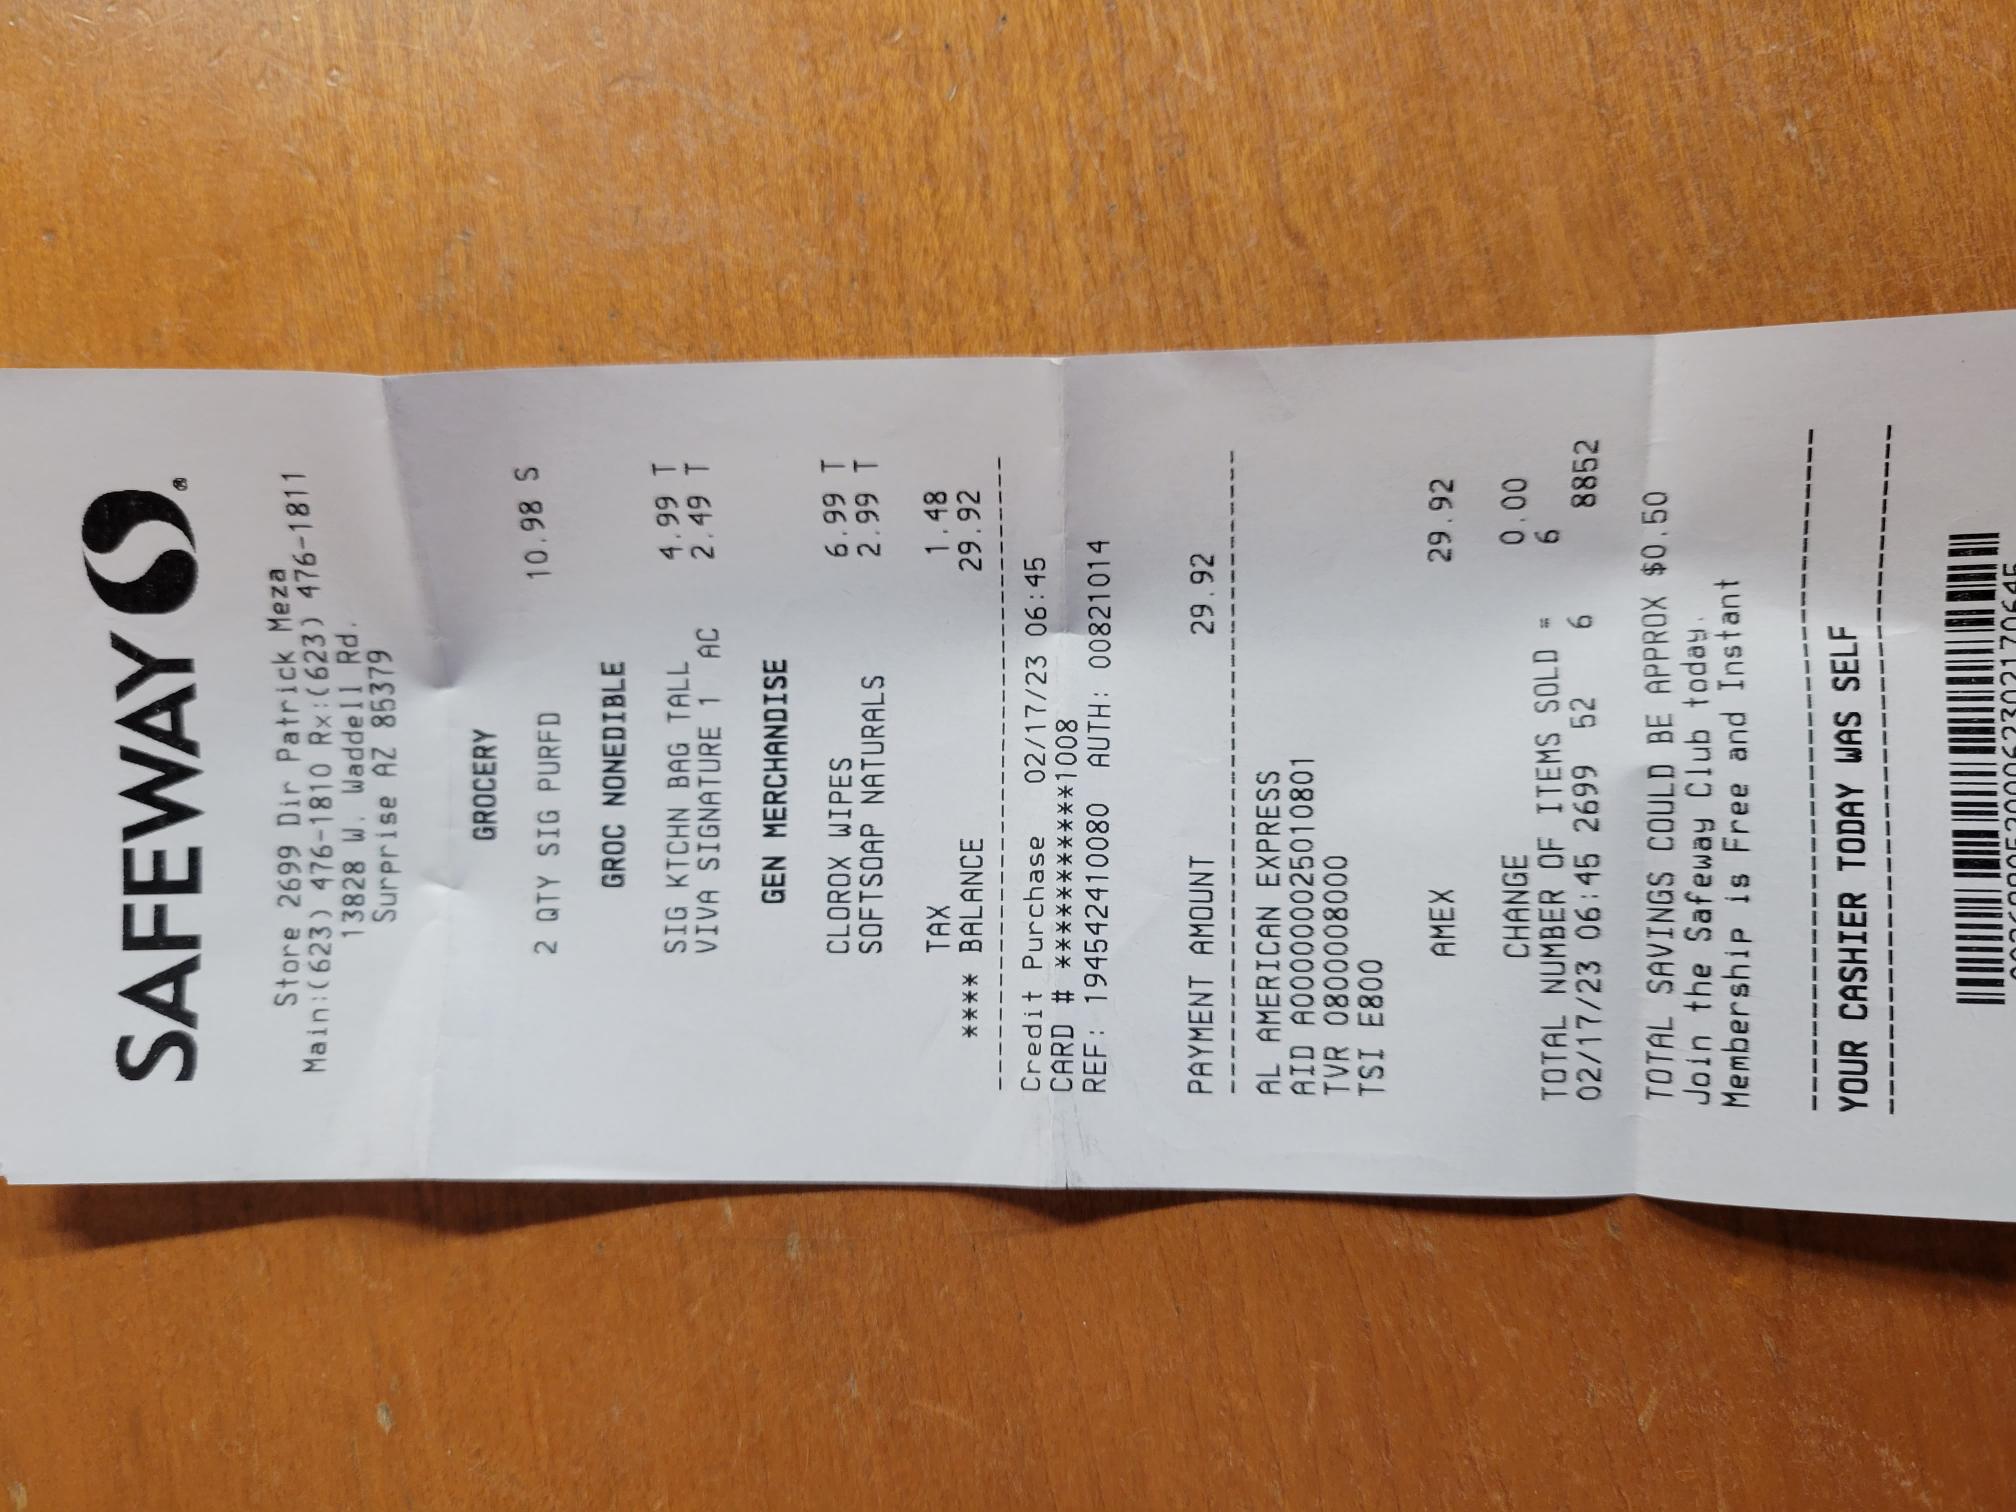 SAFEWAY
Store 2699 Dir Patrick Meza
Main:(623) 476-1810 Rx:(623) 476-1811
13828 W. Waddell Rd.
Surprise AZ 85379
GROCERY
2 QTY SIG PURFD 10.98 S
GROC NONEDIBLE
SIG KTCHN BAG TALL 4.99 T
VIVA SIGNATURE 1 AC 2.49 T
GEN MERCHANDISE
CLOROX WIPES 6.99 T
SOFTSOAP NATURALS 2.99 T
TAX 1.48
**** BALANCE 29.92
Credit Purchase 02/17/23 06:45
CARD # ***********1008
REF: 194542410080 AUTH: 00821014
PAYMENT AMOUNT 29.92
AL AMERICAN EXPRESS
AID A000000025010801
TVR 0800008000
TSI E800
AMEX 29.92
CHANGE 0.00
TOTAL NUMBER OF ITEMS SOLD = 6
02/17/23 06:45 2699 52 6 8852
TOTAL SAVINGS COULD BE APPROX $0.50
Join the Safeway Club today.
Membership is Free and Instant
YOUR CASHIER TODAY WAS SELF